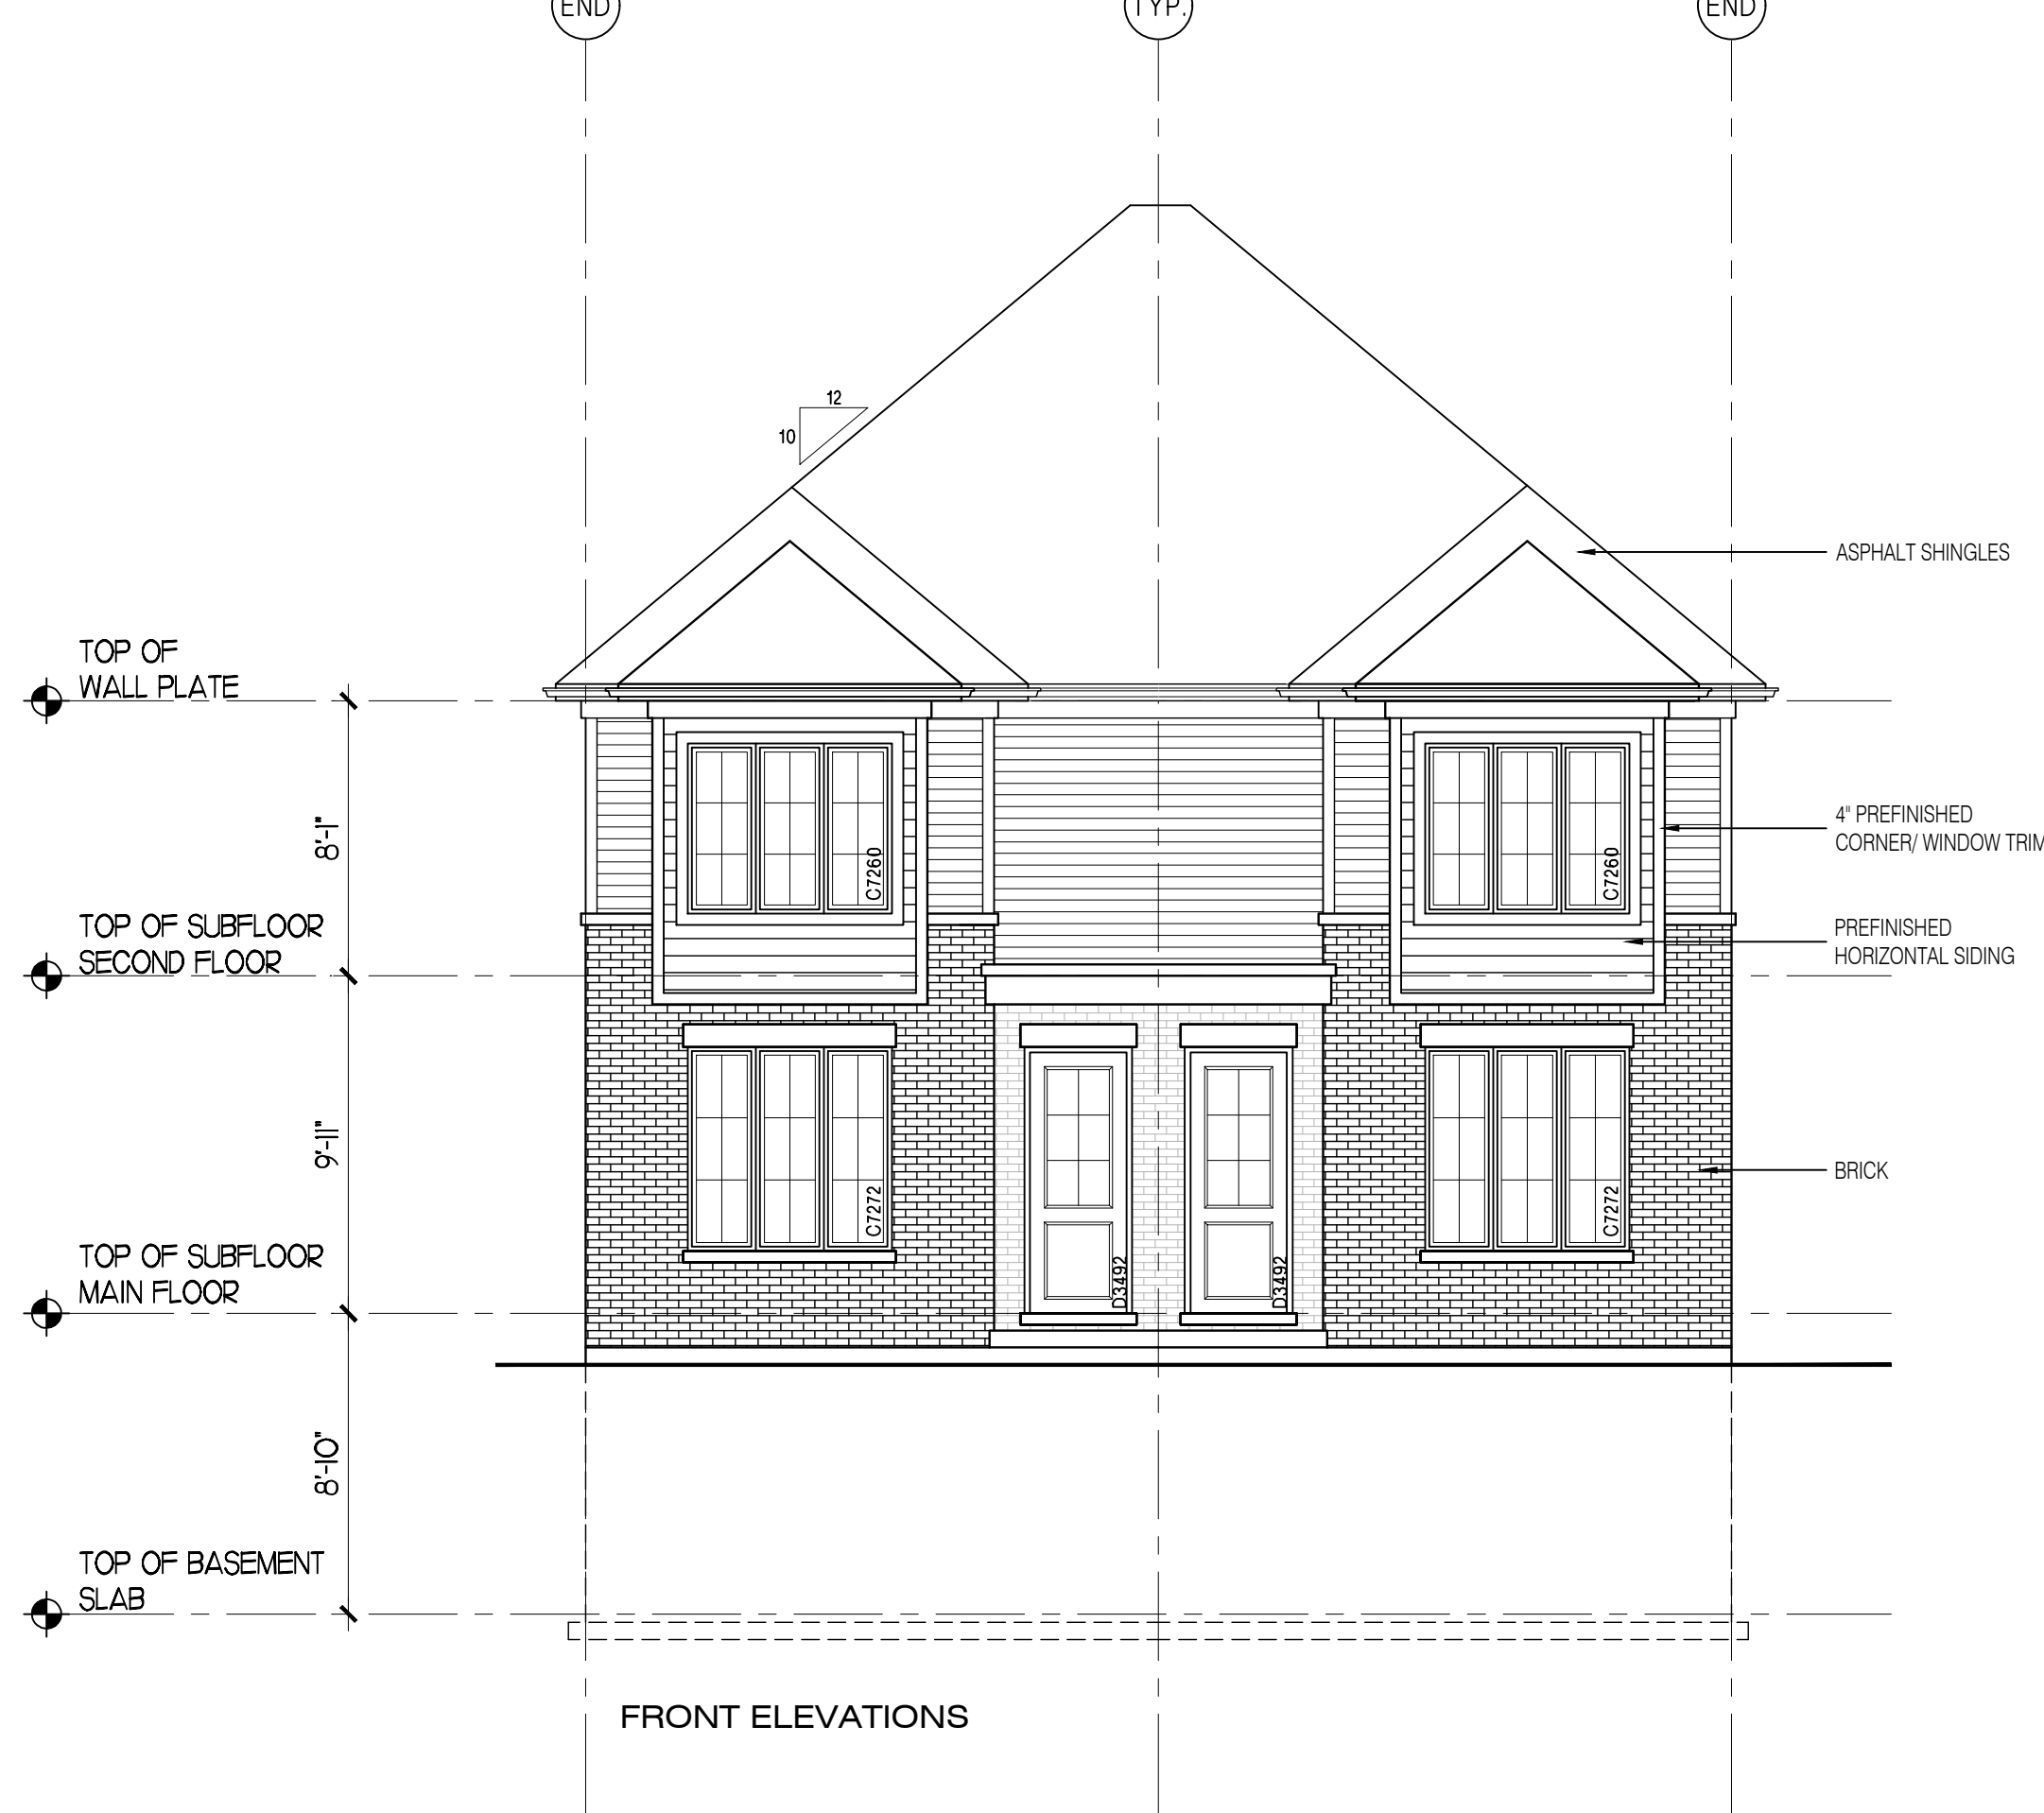 END
TYP.
END
12
10
ASPHALT SHINGLES
TOP OF
WALL PLATE
8'-1"
4" PREFINISHED
CORNER/ WINDOW TRIM
C7260
C7260
TOP OF SUBFLOOR
SECOND FLOOR
PREFINISHED
HORIZONTAL SIDING
9'-11"
BRICK
C7272
C7272
D3492
D3492
TOP OF SUBFLOOR
MAIN FLOOR
8'-10"
TOP OF BASEMENT
SLAB
FRONT ELEVATIONS